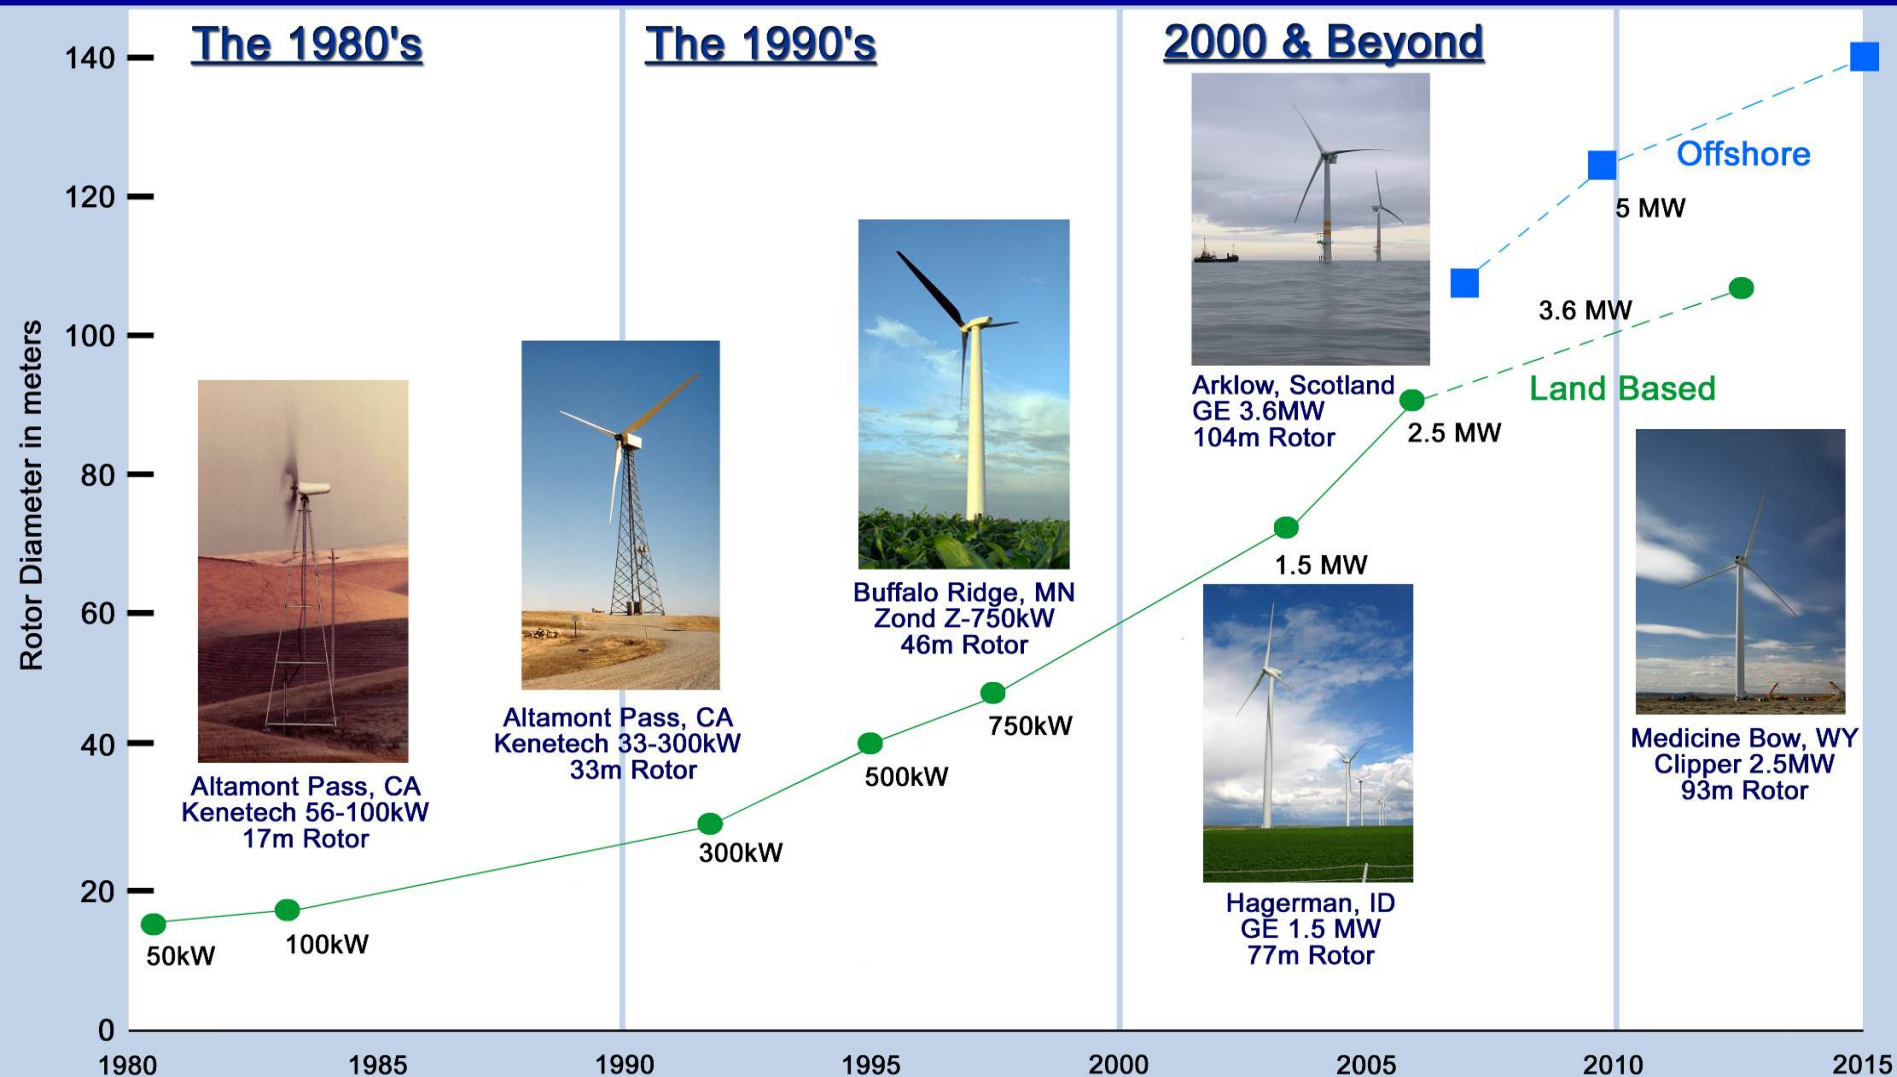 The 1980's
The 1990's
2000 & Beyond
140
120
100
80
60
40
20
0
Rotor Diameter in meters
1980
1985
1990
1995
2000
2005
2010
2015
50kW
100kW
300kW
500kW
750kW
1.5 MW
2.5 MW
3.6 MW
5 MW
Offshore
Land Based
Altamont Pass, CA
Kenetech 56-100kW
17m Rotor
Altamont Pass, CA
Kenetech 33-300kW
33m Rotor
Buffalo Ridge, MN
Zond Z-750kW
46m Rotor
Arklow, Scotland
GE 3.6MW
104m Rotor
Hagerman, ID
GE 1.5 MW
77m Rotor
Medicine Bow, WY
Clipper 2.5MW
93m Rotor